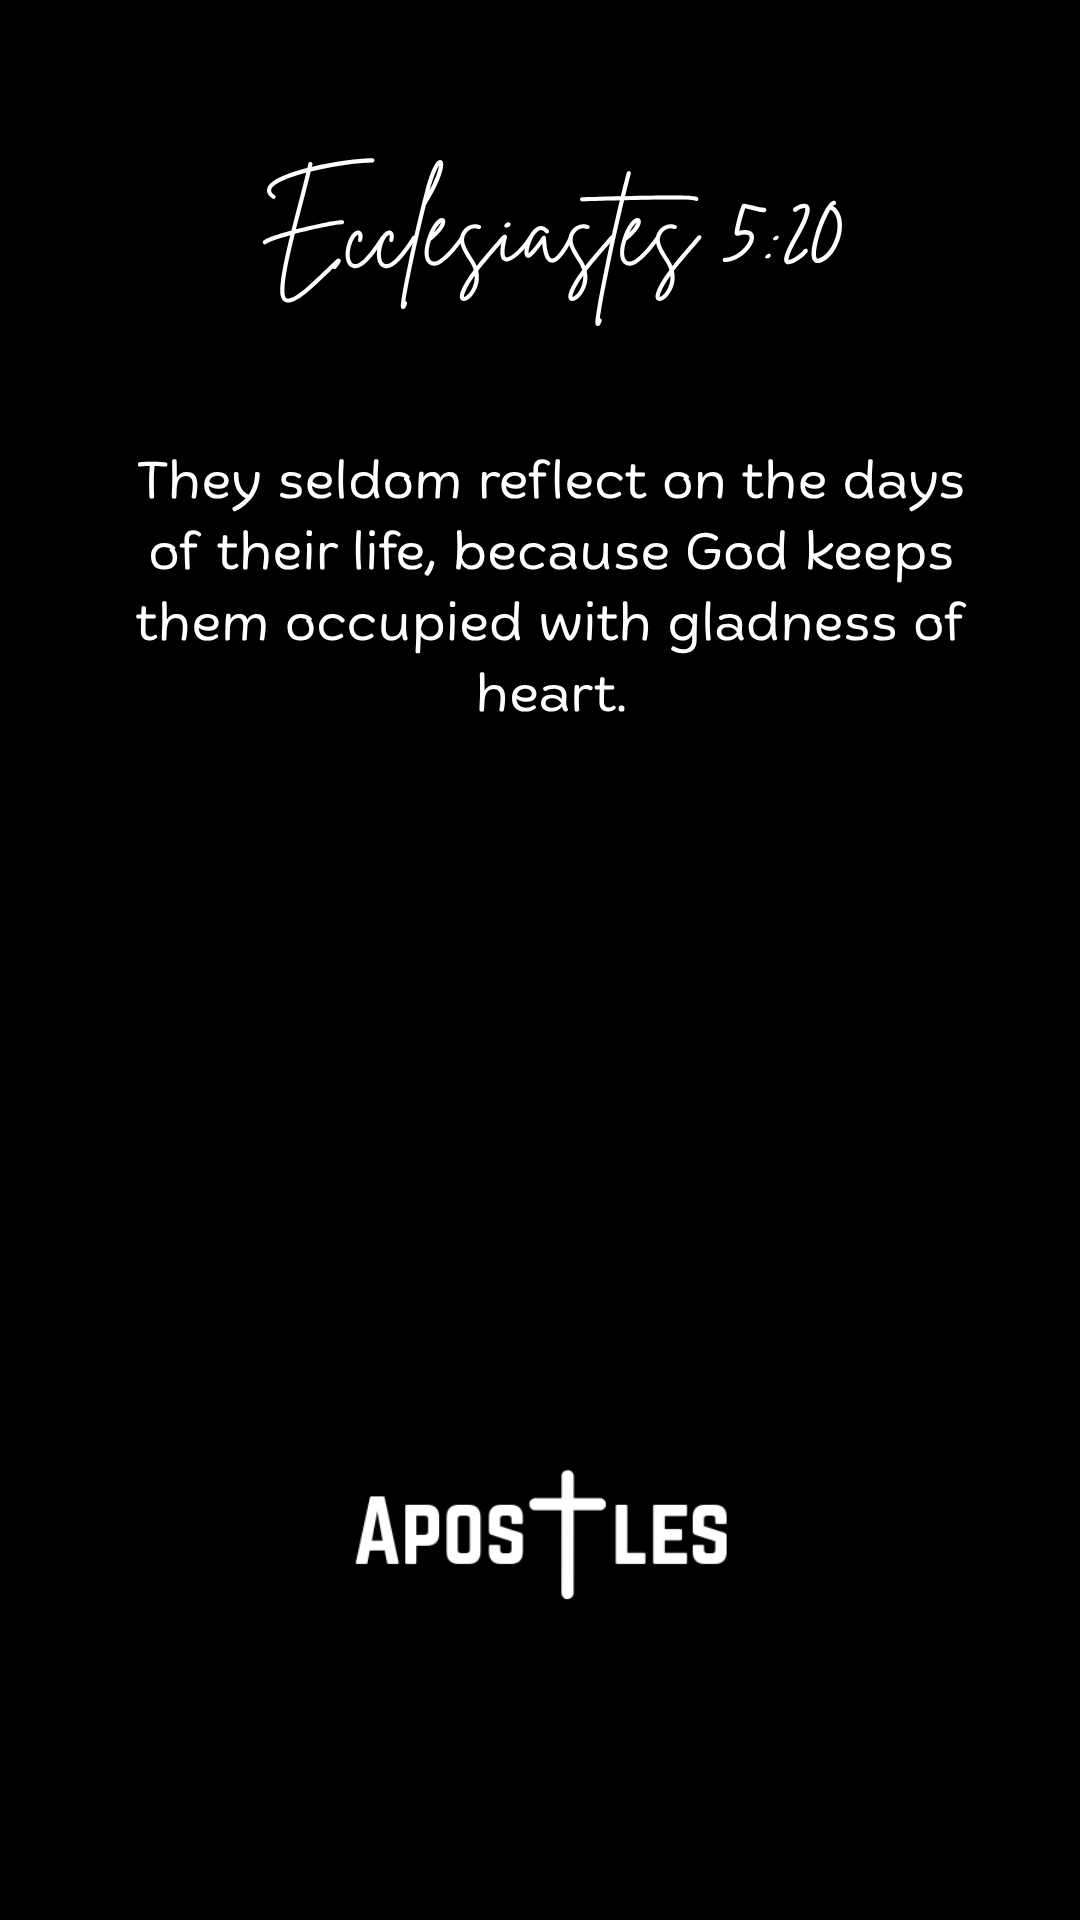 Ecclesiastes 5:20
They seldom reflect on the days
of their life, because God keeps
them occupied with gladness of
heart.
APOSTLES